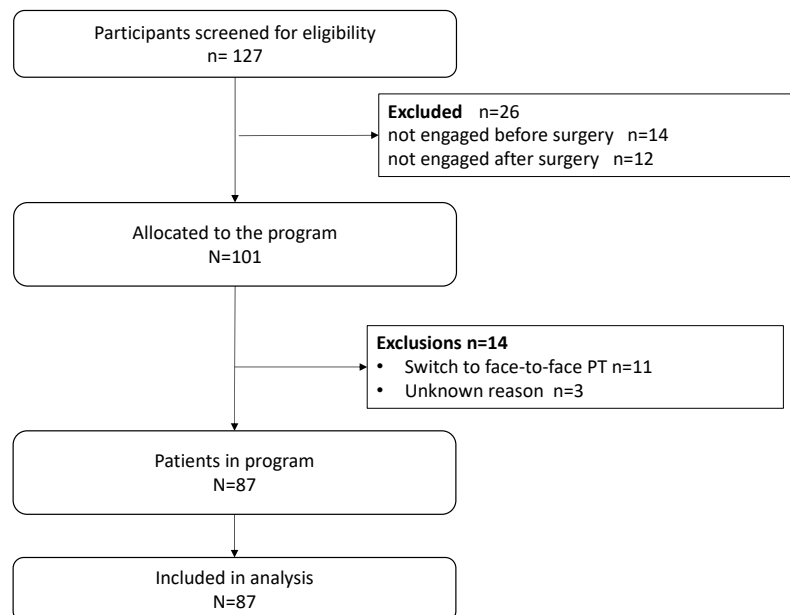 Participants screened for eligibility
n= 127
Excluded n=26
not engaged before surgery n=14
not engaged after surgery n=12
Allocated to the program
N=101
Exclusions n=14
• Switch to face-to-face PT n=11
• Unknown reason n=3
Patients in program
N=87
Included in analysis
N=87